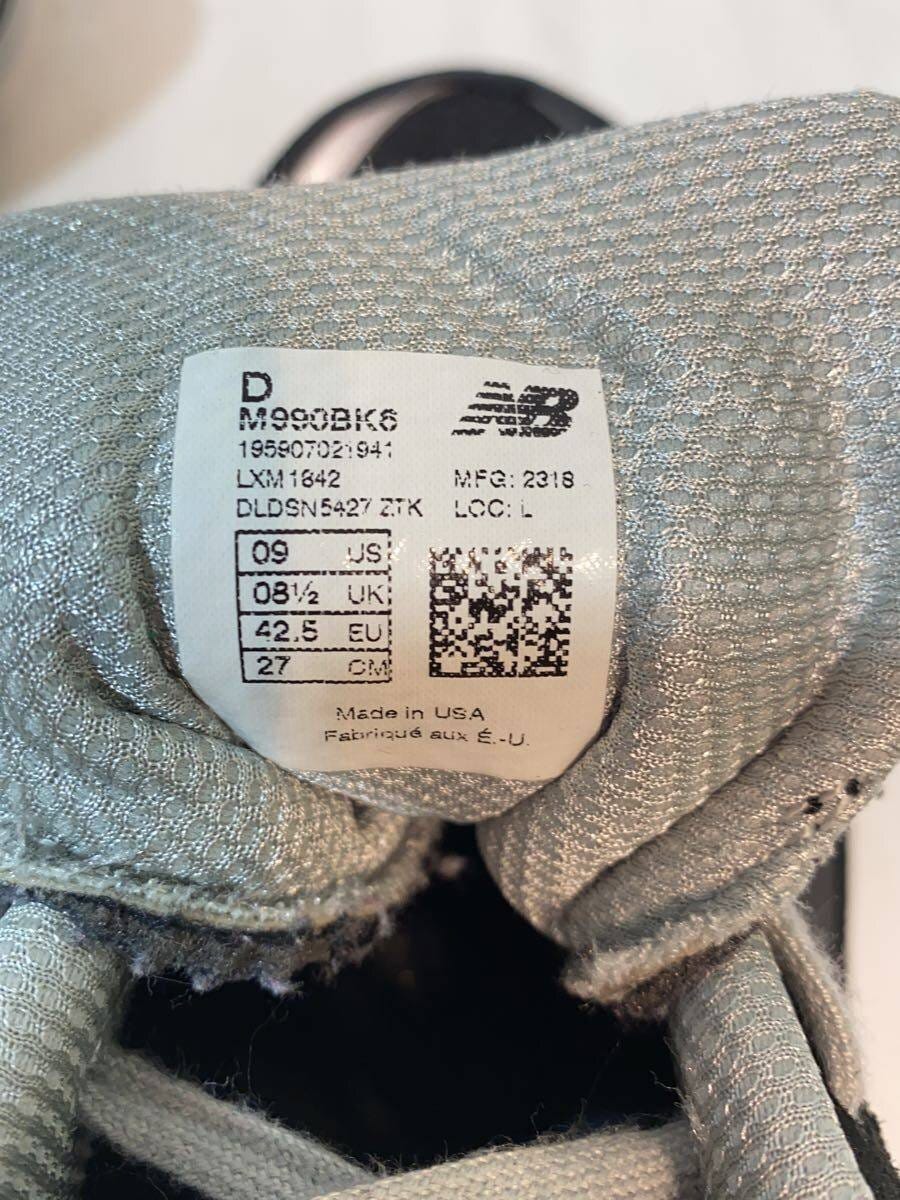 D
M990BK6
NB
195907021941
LXM1842
MFG: 2318
DLDSN5427 ZTK
LOC: L
09 US
08½ UK
42.5 EU
27 CM
Made in USA
Fabriqué aux É.-U.